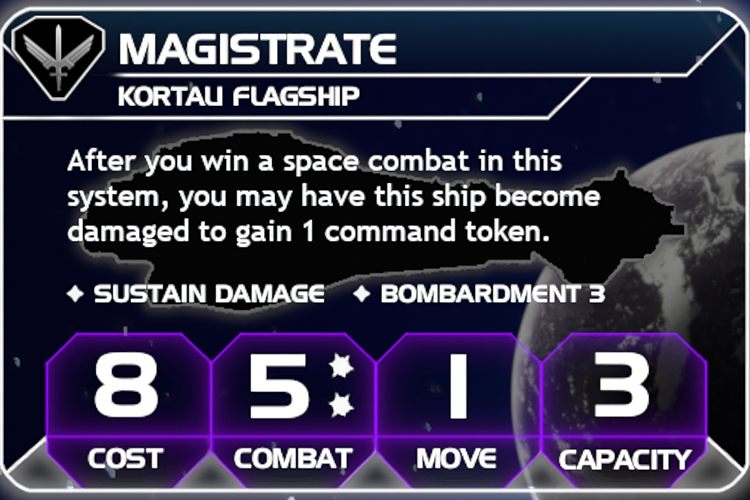 MAGISTRATE
KORTALI FLAGSHIP
After you win a space combat in this
system, you may have this ship become
damaged to gain 1 command token.
SUSTAIN DAMAGE BOMBARDMENT 3
8 5 1 3
COST COMBAT MOVE CAPACITY